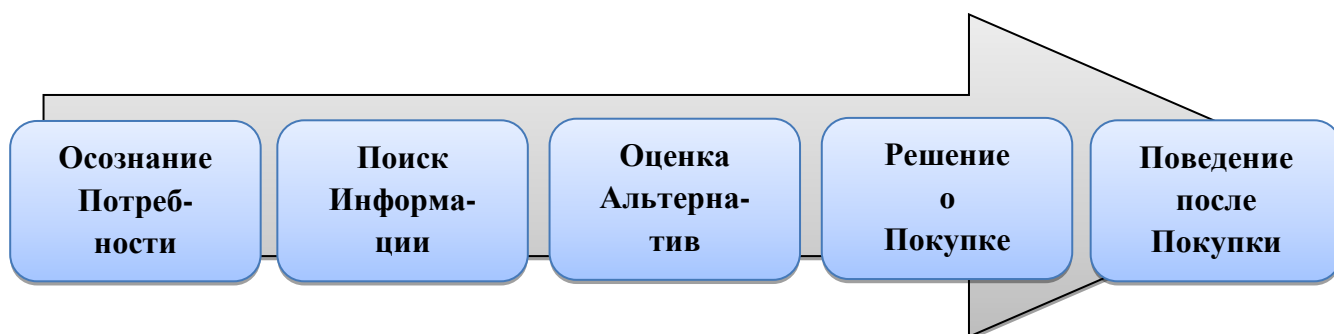 Осознание
Потреб-
ности
Поиск
Информа-
ции
Оценка
Альтерна-
тив
Решение
о
Покупке
Поведение
после
Покупки